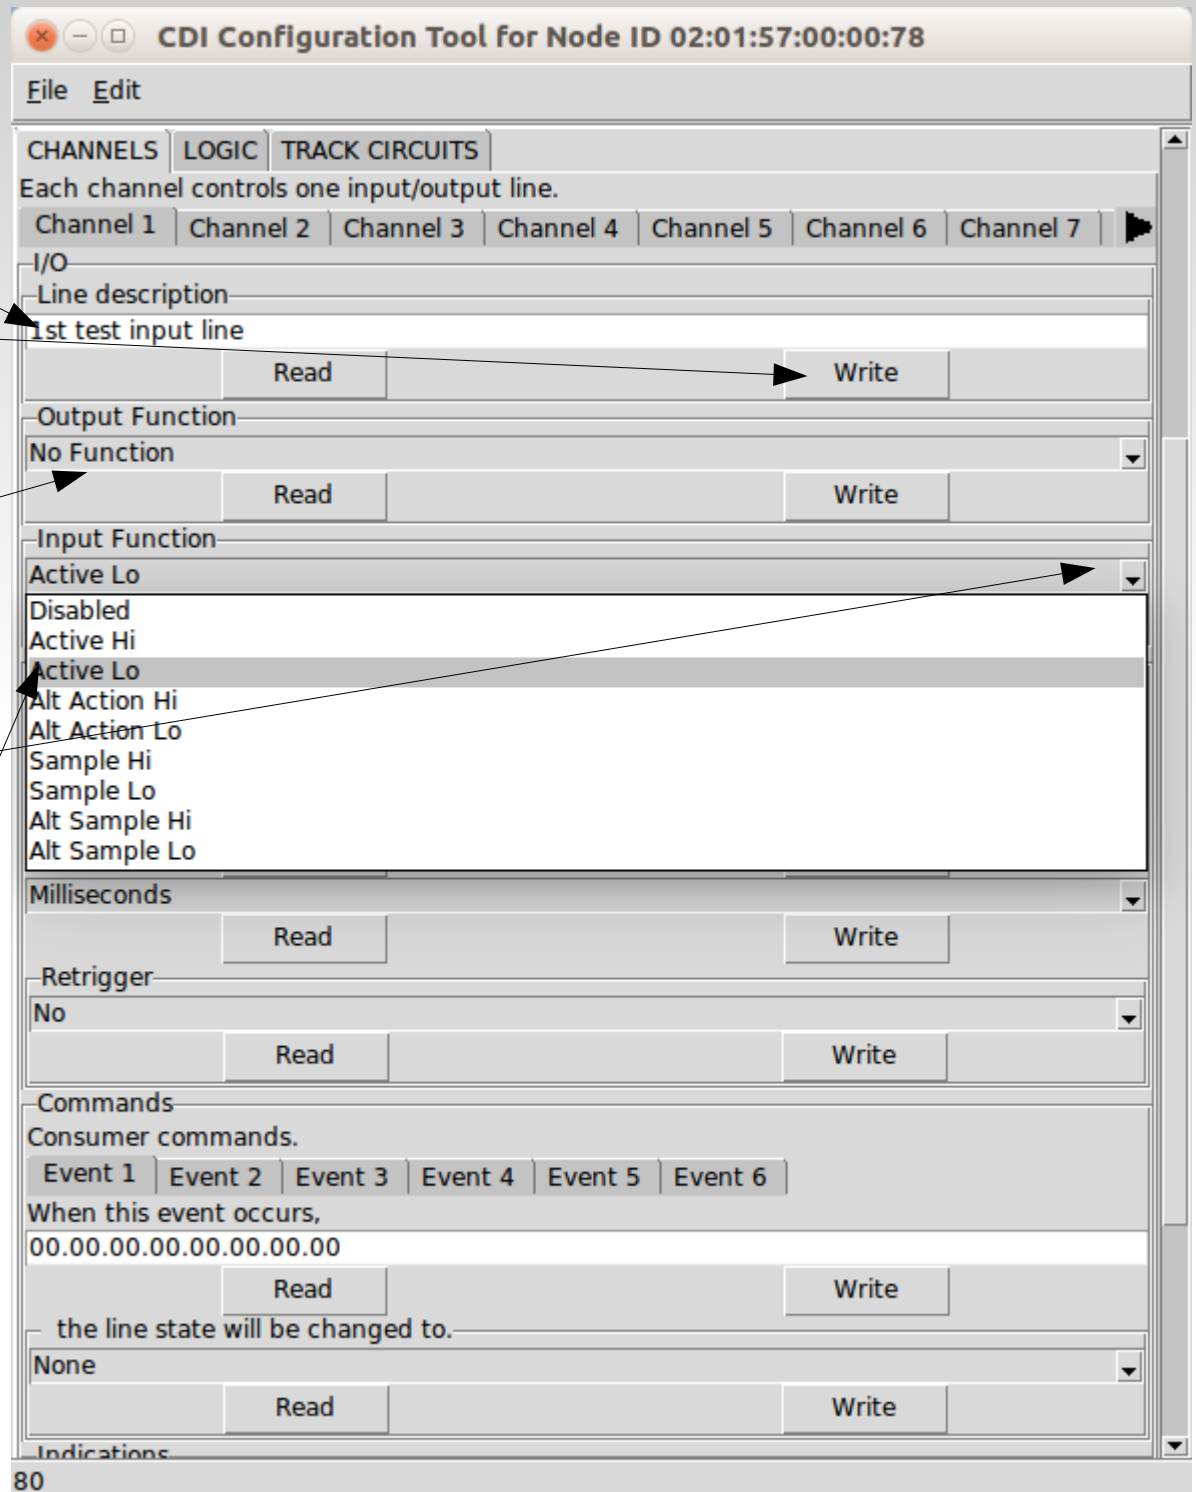 CDI Configuration Tool for Node ID 02:01:57:00:00:78
File Edit
CHANNELS LOGIC TRACK CIRCUITS
Each channel controls one input/output line.
Channel 1 Channel 2 Channel 3 Channel 4 Channel 5 Channel 6 Channel 7
I/O
Line description
1st test input line
Read Write
Output Function
No Function
Read Write
Input Function
Active Lo
Disabled
Active Hi
Active Lo
Alt Action Hi
Alt Action Lo
Sample Hi
Sample Lo
Alt Sample Hi
Alt Sample Lo
Milliseconds
Read Write
Retrigger
No
Read Write
Commands
Consumer commands.
Event 1 Event 2 Event 3 Event 4 Event 5 Event 6
When this event occurs,
00.00.00.00.00.00.00.00
Read Write
the line state will be changed to.
None
Read Write
Indications
80